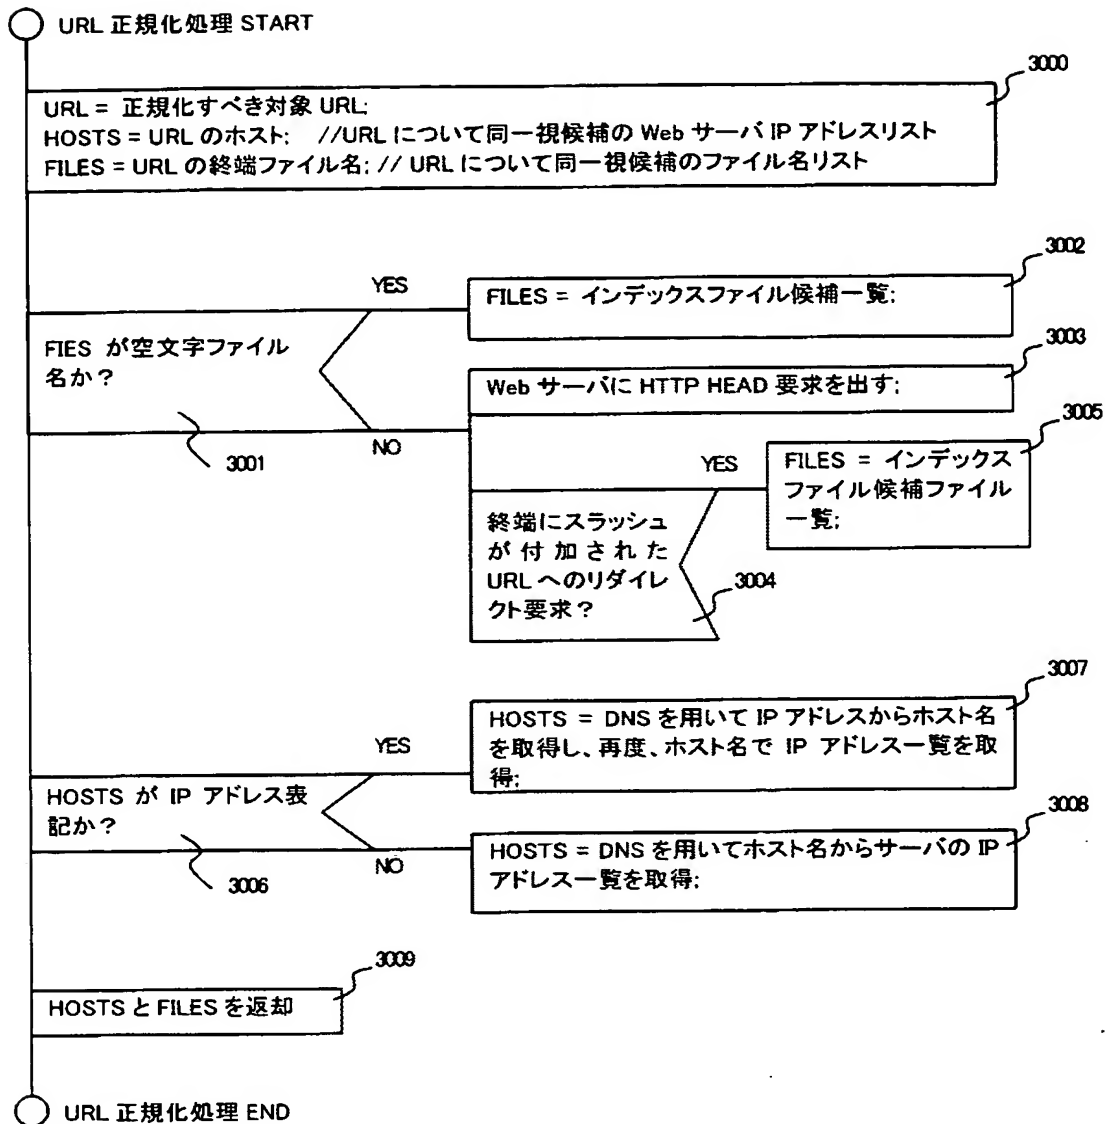 URL 正規化処理 START
3000
URL = 正規化すべき対象 URL;
HOSTS = URL のホスト; //URL について同一視候補の Web サーバ IP アドレスリスト
FILES = URL の終端ファイル名; // URL について同一視候補のファイル名リスト
3002
YES
FILES = インデックスファイル候補一覧;
FIES が空文字ファイル
名か？
3003
Web サーバに HTTP HEAD 要求を出す;
3001
NO
3005
YES
FILES = インデックス
ファイル候補ファイル
一覧;
終端にスラッシュ
が付加された
URL へのリダイレ
クト要求？
3004
3007
HOSTS = DNS を用いて IP アドレスからホスト名
を取得し、再度、ホスト名で IP アドレス一覧を取
得;
YES
HOSTS が IP アドレス表
記か？
3008
HOSTS = DNS を用いてホスト名からサーバの IP
アドレス一覧を取得;
3006
NO
3009
HOSTS と FILES を返却
URL 正規化処理 END